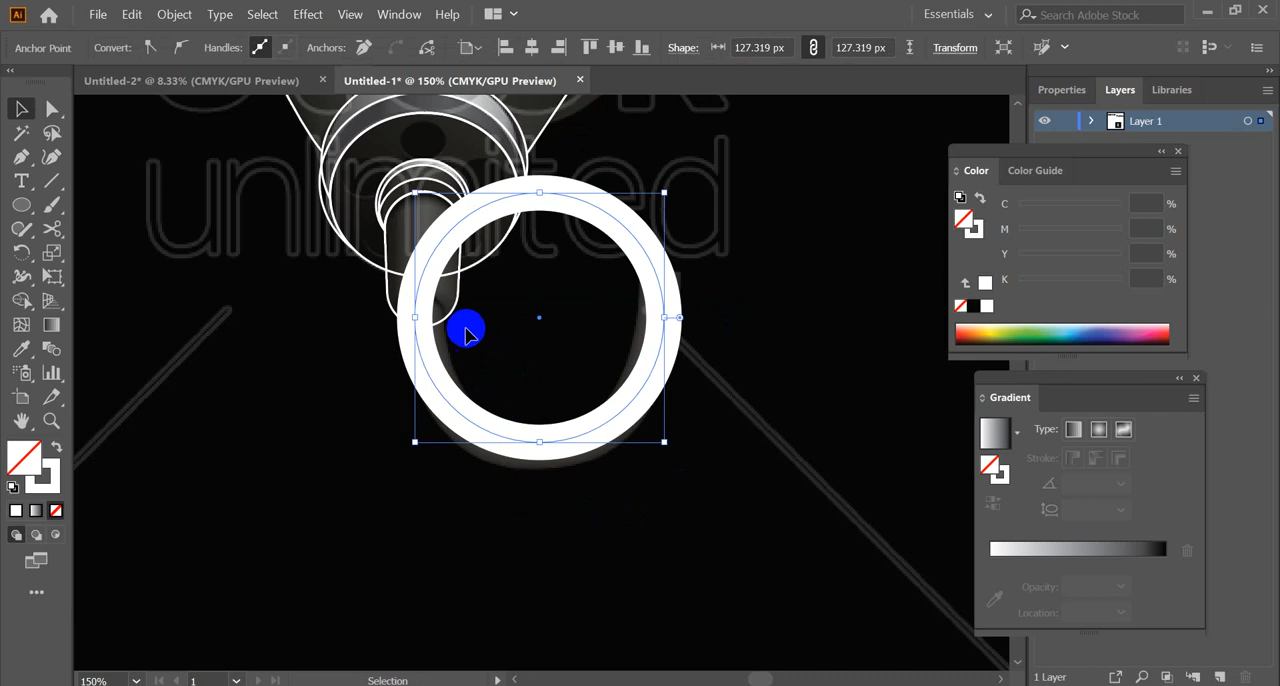 Ai File Edit Object Type Select Effect View Window Help Essentials Search Adobe Stock
Anchor Point Convert: Handles: Anchors: Shape: 127.319 px 127.319 px Transform
Untitled-2* @ 8.33% (CMYK/GPU Preview) Untitled-1* @ 150% (CMYK/GPU Preview)
Properties Layers Libraries
Layer 1
unlimited
Color Color Guide
C %
M %
Y %
K %
Gradient
Type:
Stroke:
Opacity:
Location:
150% 1 Selection 1 Layer